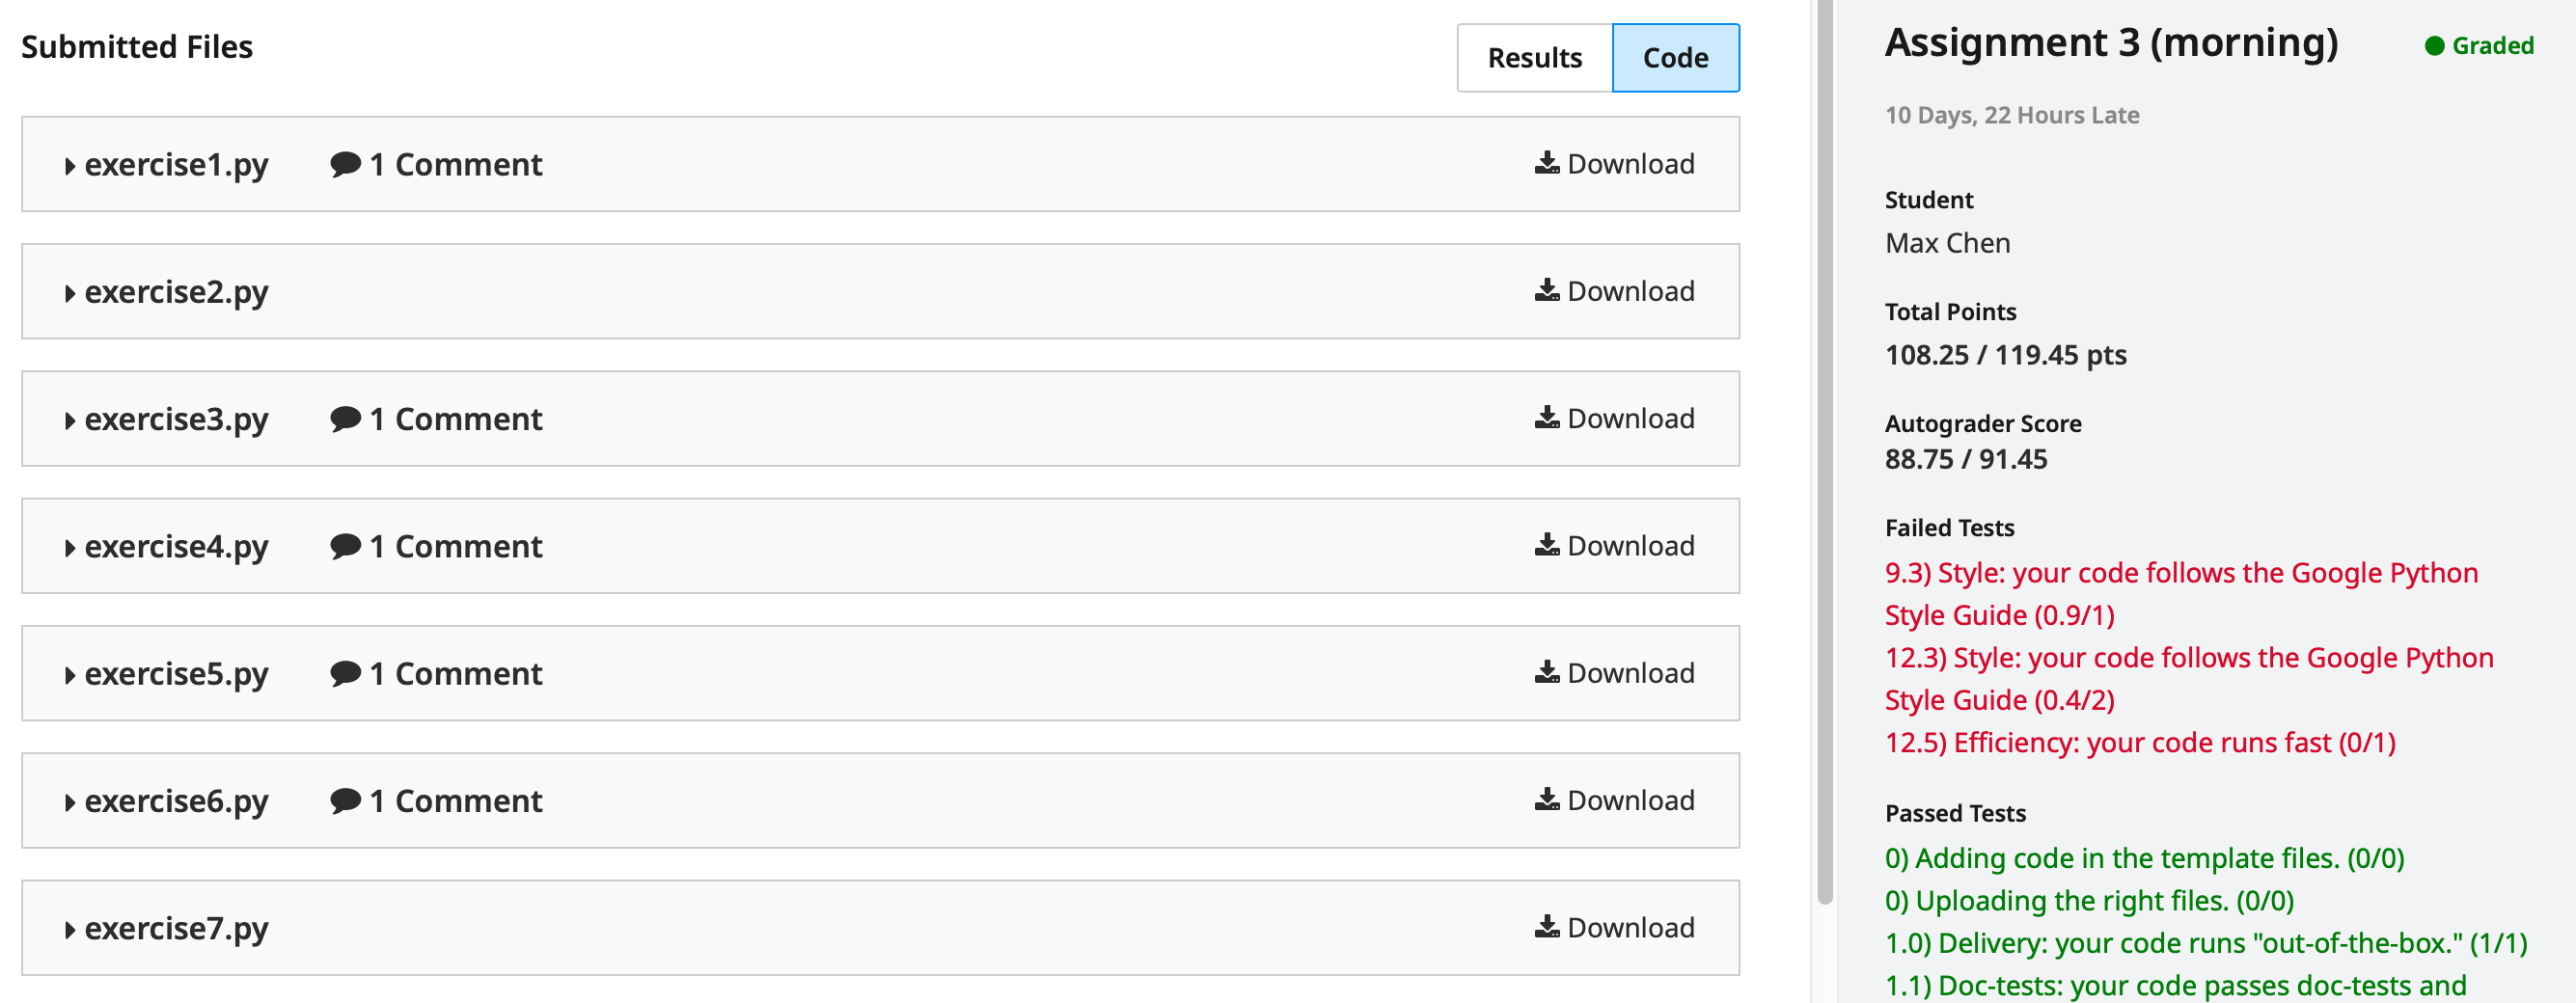 Submitted Files
Results
Code
exercise1.py
1 Comment
Download
exercise2.py
Download
exercise3.py
1 Comment
Download
exercise4.py
1 Comment
Download
exercise5.py
1 Comment
Download
exercise6.py
1 Comment
Download
exercise7.py
Download
Assignment 3 (morning)
Graded
10 Days, 22 Hours Late
Student
Max Chen
Total Points
108.25 / 119.45 pts
Autograder Score
88.75 / 91.45
Failed Tests
9.3) Style: your code follows the Google Python
Style Guide (0.9/1)
12.3) Style: your code follows the Google Python
Style Guide (0.4/2)
12.5) Efficiency: your code runs fast (0/1)
Passed Tests
0) Adding code in the template files. (0/0)
0) Uploading the right files. (0/0)
1.0) Delivery: your code runs "out-of-the-box." (1/1)
1.1) Doc-tests: your code passes doc-tests and